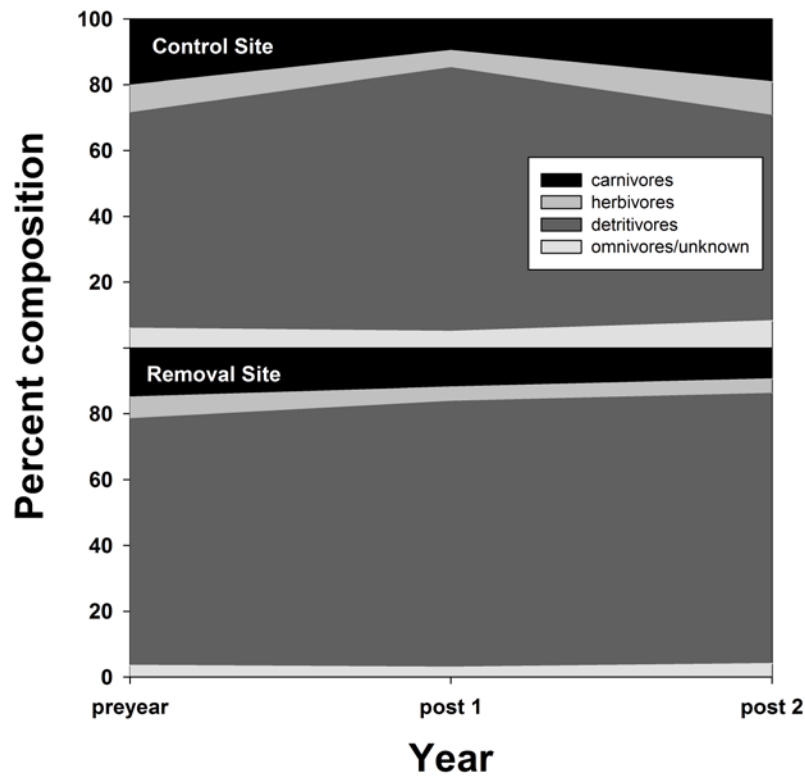 100
Control Site
80
60
40
20
carnivores
herbivores
detritivores
omnivores/unknown
Percent composition
Removal Site
80
60
40
20
0
preyear post 1 post 2
Year